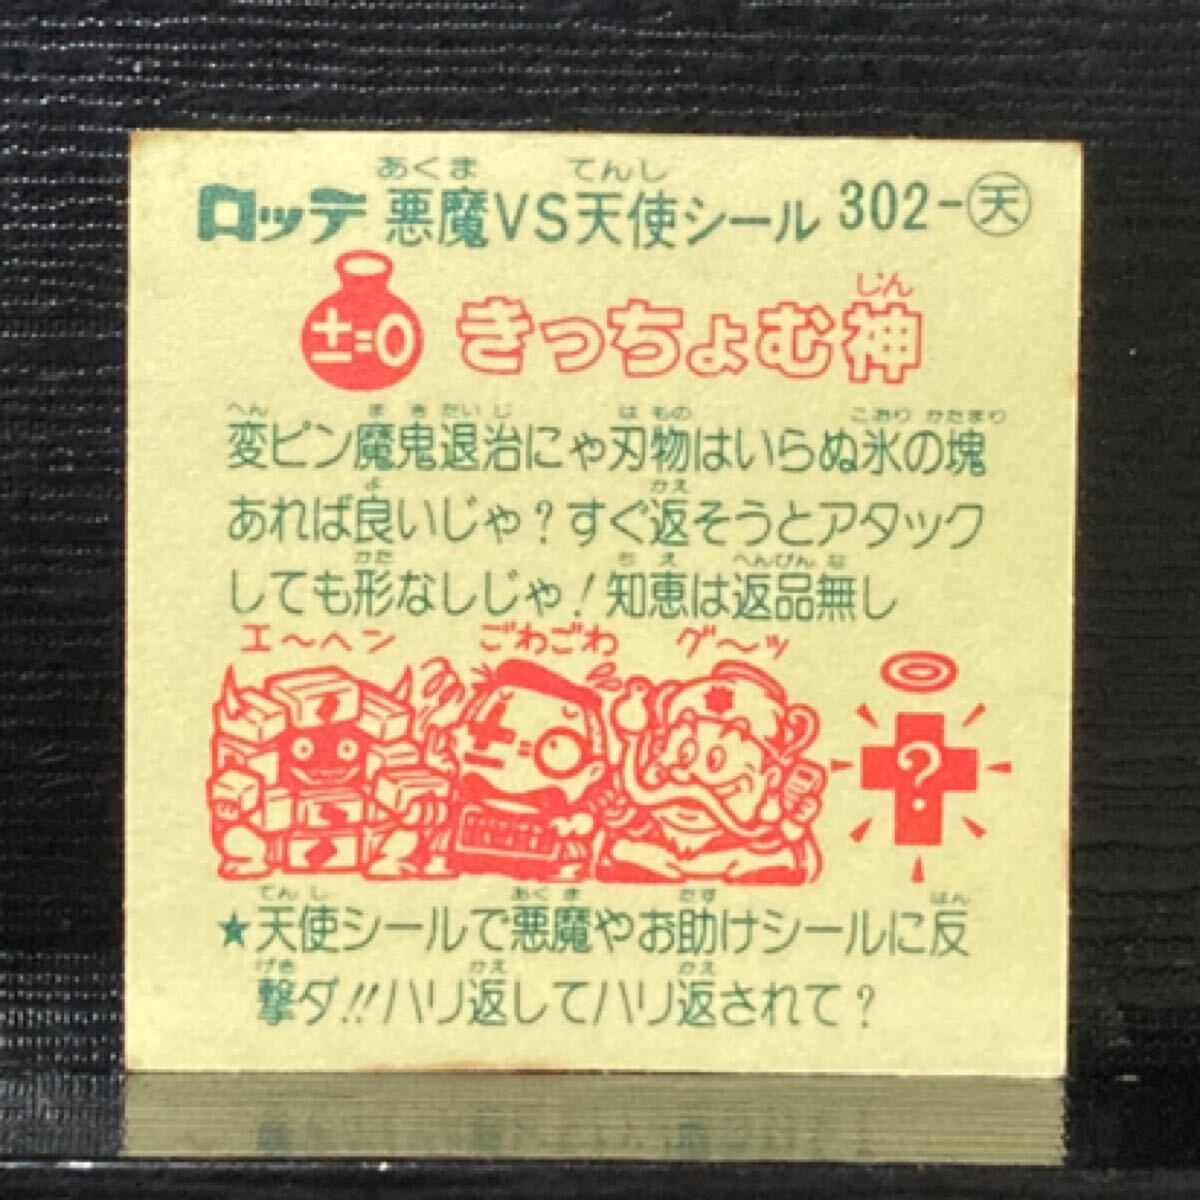 ロッテ 悪魔VS天使シール 302-天
あくま てんし
±=0 きっちょむ神
じん
へん まきたいじ はもの こおり かたまり
変ピン魔鬼退治にゃ刃物はいらぬ氷の塊
よ かえ
あれば良いじゃ?すぐ返そうとアタック
かた ちえ へんぴんな
しても形なしじゃ!知恵は返品無し
エ〜ヘン ごわごわ グ〜ッ
?
てんし あくま たす はん
★天使シールで悪魔やお助けシールに反
げき かえ かえ
撃ダ!!ハリ返してハリ返されて?